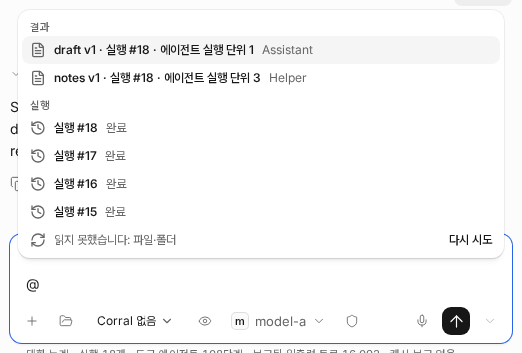 결과
draft v1 · 실행 #18 · 에이전트 실행 단위 1 Assistant
notes v1 · 실행 #18 · 에이전트 실행 단위 3 Helper
실행
실행 #18 완료
실행 #17 완료
실행 #16 완료
실행 #15 완료
읽지 못했습니다: 파일·폴더 다시 시도
@
Corral 없음 m model-a